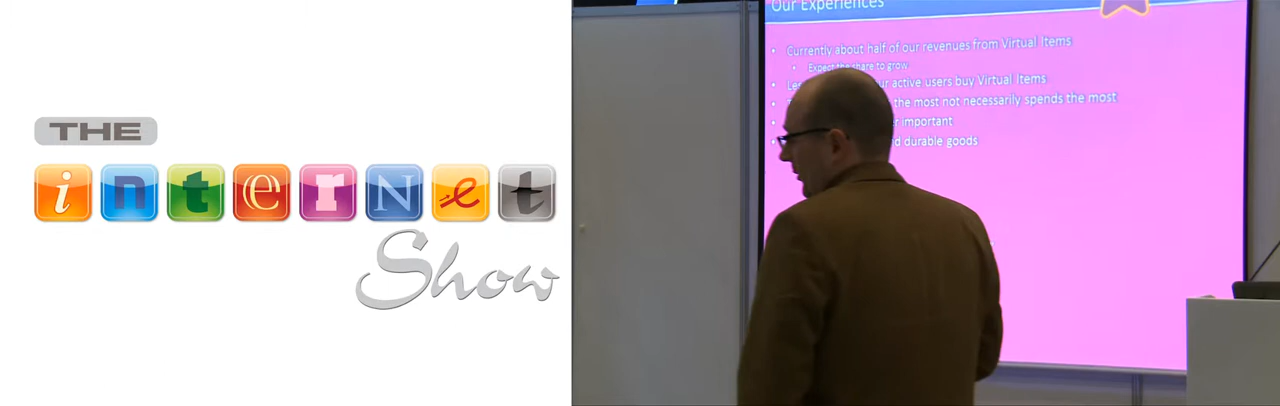 THE
internet
Show
Our Experiences
• Currently about half of our revenues from Virtual Items
• Expect the share to grow
• ur active users buy Virtual Items
• the most not necessarily spends the most
• important
• durable goods